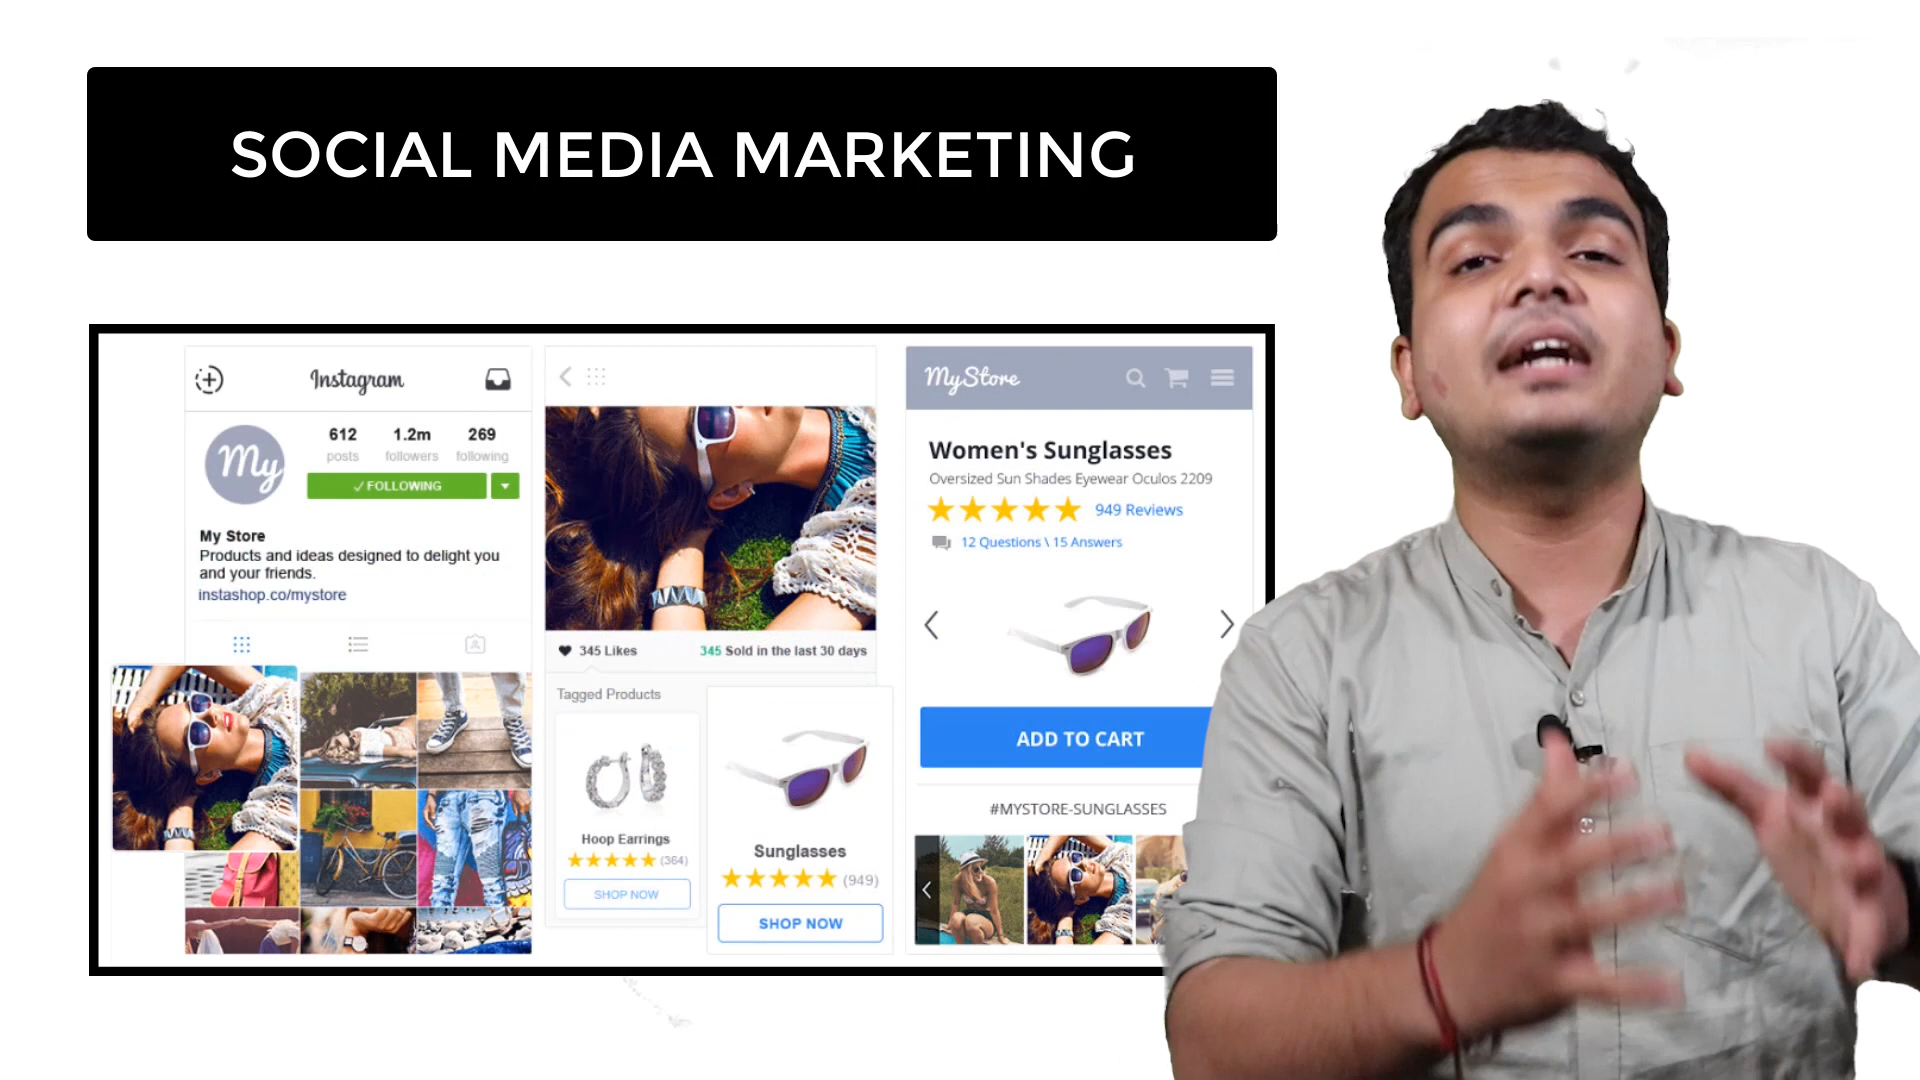 SOCIAL MEDIA MARKETING
Instagram
My
612 1.2m 269
posts followers following
✓ FOLLOWING
My Store
Products and ideas designed to delight you
and your friends.
instashop.co/mystore
345 Likes 345 Sold in the last 30 days
Tagged Products
Hoop Earrings
(364)
SHOP NOW
Sunglasses
(949)
SHOP NOW
MyStore
Women's Sunglasses
Oversized Sun Shades Eyewear Oculos 2209
949 Reviews
12 Questions \ 15 Answers
ADD TO CART
#MYSTORE-SUNGLASSES